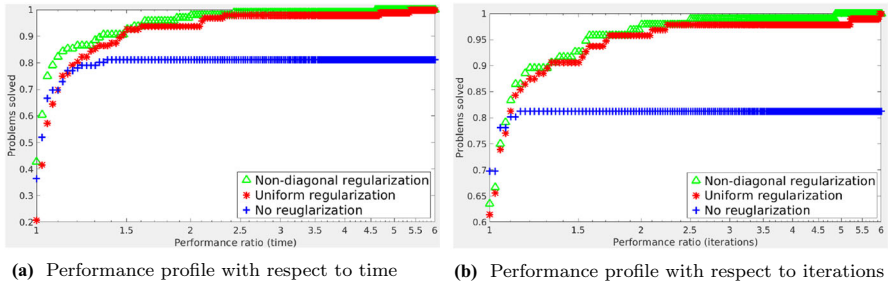 1
0.9
0.8
0.7
0.6
0.5
0.4
0.3
0.2
Problems solved
Non-diagonal regularization
Uniform regularization
No reuglarization
1 1.5 2 2.5 3 3.5 4 4.5 5 5.5 6
Performance ratio (time)
(a) Performance profile with respect to time
1
0.95
0.9
0.85
0.8
0.75
0.7
0.65
0.6
Problems solved
Non-diagonal regularization
Uniform regularization
No reuglarization
1 1.5 2 2.5 3 3.5 4 4.5 5 5.5 6
Performance ratio (iterations)
(b) Performance profile with respect to iterations